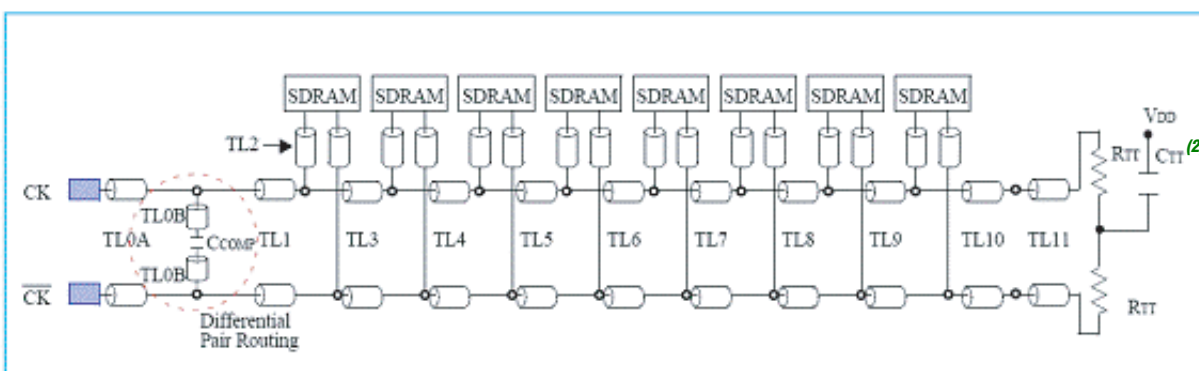 SDRAM SDRAM SDRAM SDRAM SDRAM SDRAM SDRAM SDRAM
VDD
TL2
RTT CTT (2
CK
TL0B
TL0A CCOMP TL1 TL3 TL4 TL5 TL6 TL7 TL8 TL9 TL10 TL11
TL0B
CK
RTT
Differential
Pair Routing